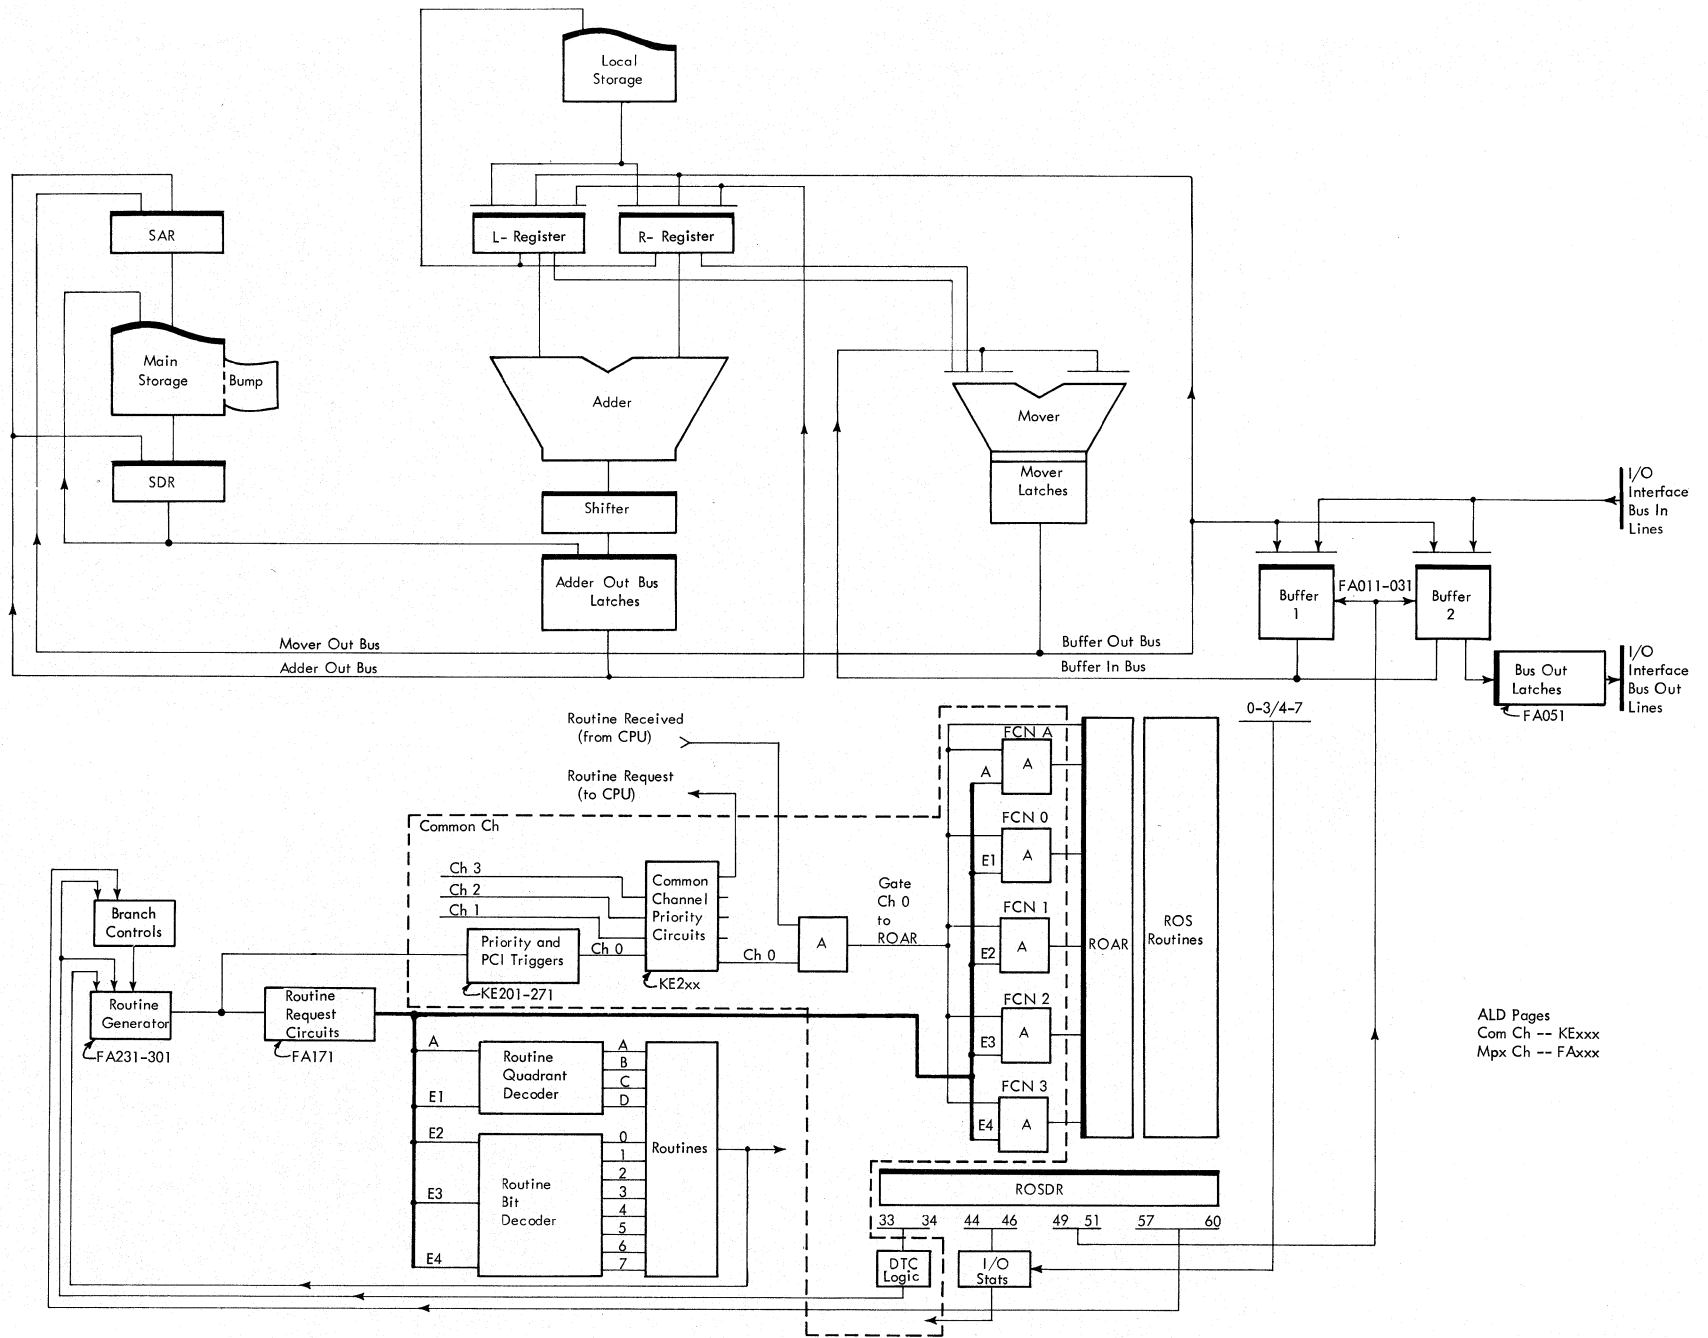 Local
Storage
SAR
L- Register
R- Register
Main
Storage
Bump
Adder
Mover
SDR
Mover
Latches
Shifter
I/O
Interface
Bus In
Lines
Adder Out Bus
Latches
Buffer
1
FA011-031
Buffer
2
Mover Out Bus
Buffer Out Bus
Adder Out Bus
Buffer In Bus
Bus Out
Latches
FA051
I/O
Interface
Bus Out
Lines
0-3/4-7
Routine Received
(from CPU)
Routine Request
(to CPU)
Common Ch
Ch 3
Ch 2
Ch 1
Common
Channel
Priority
Circuits
Ch 0
Ch 0
KE2xx
Priority and
PCI Triggers
KE201-271
A
Gate
Ch 0
to
ROAR
FCN A
A
A
FCN 0
E1
A
FCN 1
E2
A
FCN 2
E3
A
FCN 3
E4
A
ROAR
ROS
Routines
Branch
Controls
Routine
Generator
FA231-301
Routine
Request
Circuits
FA171
A
E1
Routine
Quadrant
Decoder
A
B
C
D
E2
E3
E4
Routine
Bit
Decoder
0
1
2
3
4
5
6
7
Routines
ALD Pages
Com Ch -- KExxx
Mpx Ch -- FAxxx
ROSDR
33 34 44 46 49 51 57 60
DTC
Logic
I/O
Stats